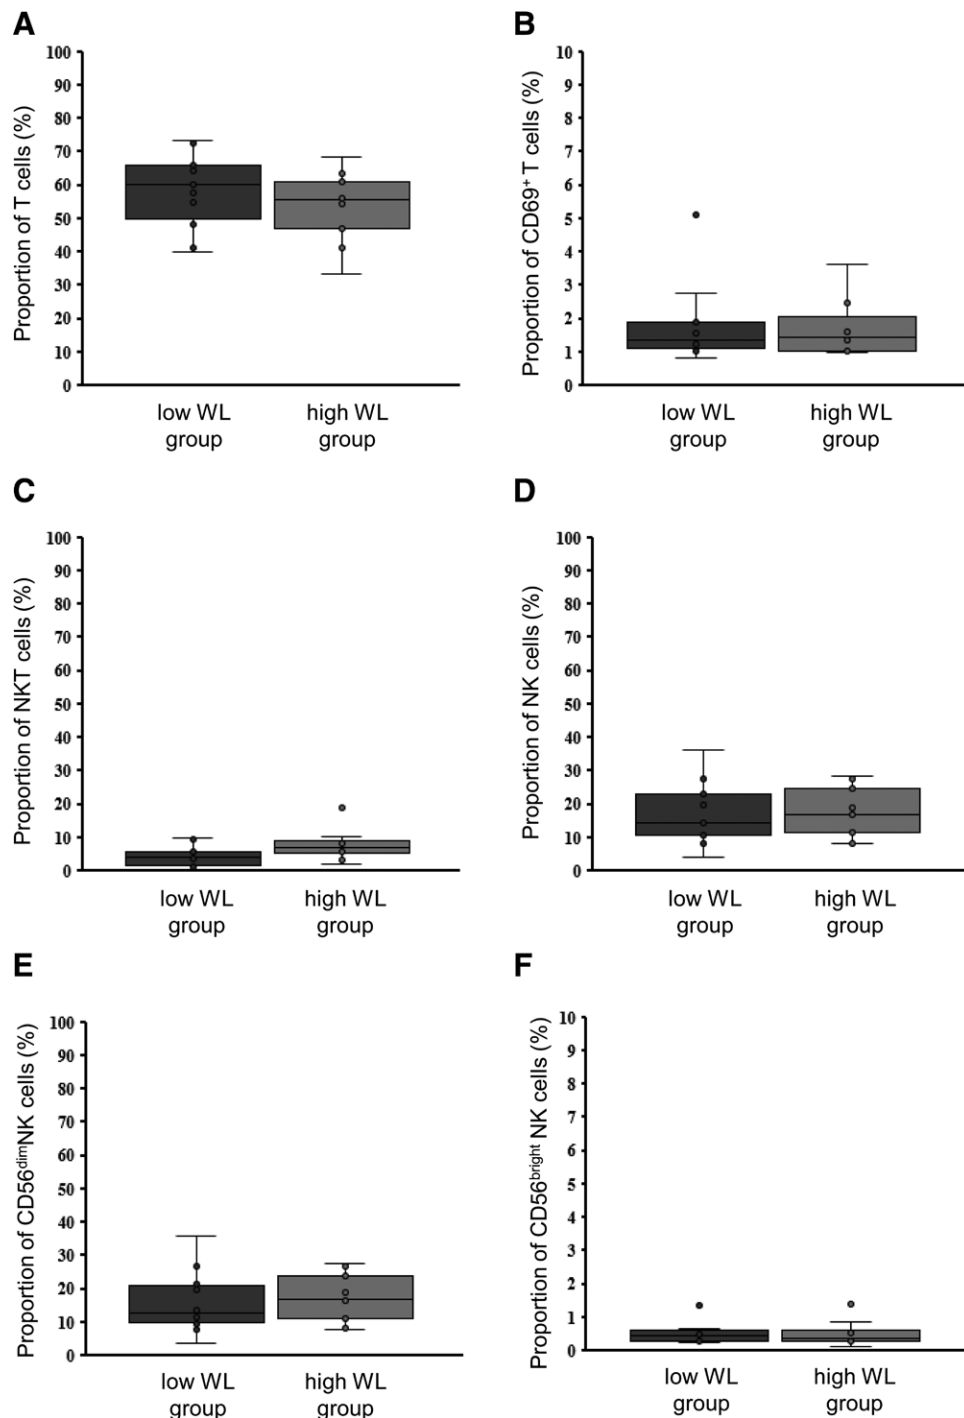 A
Proportion of T cells (%)
100
90
80
70
60
50
40
30
20
10
0
low WL
group
high WL
group
B
Proportion of CD69+ T cells (%)
10
9
8
7
6
5
4
3
2
1
0
low WL
group
high WL
group
C
Proportion of NKT cells (%)
100
90
80
70
60
50
40
30
20
10
0
low WL
group
high WL
group
D
Proportion of NK cells (%)
100
90
80
70
60
50
40
30
20
10
0
low WL
group
high WL
group
E
Proportion of CD56dimNK cells (%)
100
90
80
70
60
50
40
30
20
10
0
low WL
group
high WL
group
F
Proportion of CD56bright NK cells (%)
10
9
8
7
6
5
4
3
2
1
0
low WL
group
high WL
group